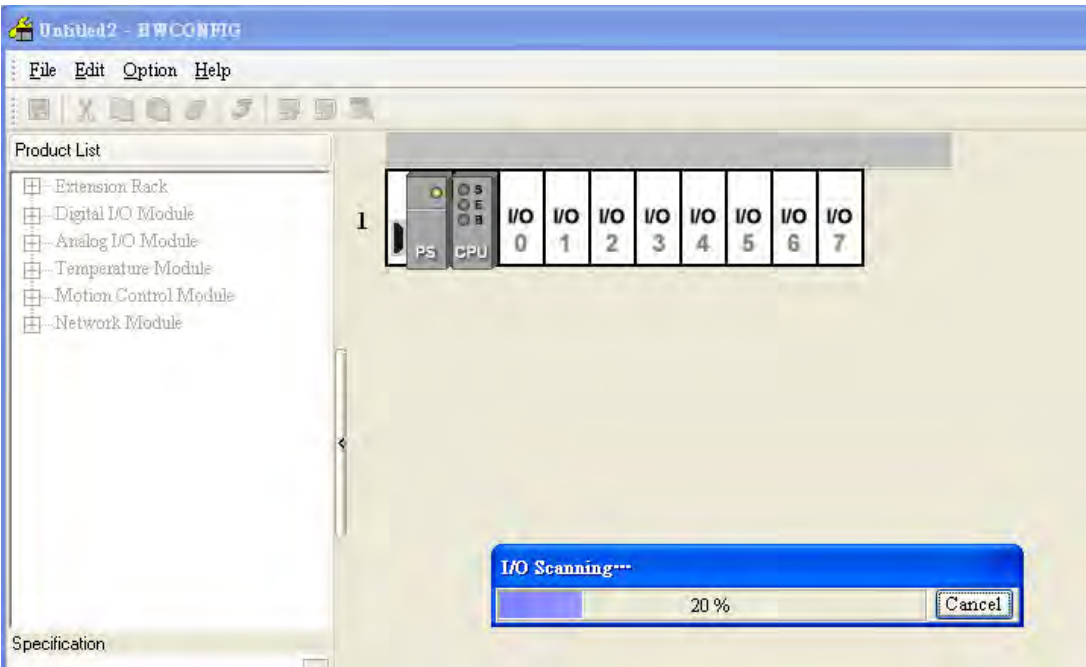 Untitled2 - HWCONFIG
File Edit Option Help
Product List
Extension Rack
Digital I/O Module
Analog I/O Module
Temperature Module
Motion Control Module
Network Module
1
PS
S
E
B
CPU
I/O 0
I/O 1
I/O 2
I/O 3
I/O 4
I/O 5
I/O 6
I/O 7
I/O Scanning···
20 %
Cancel
Specification